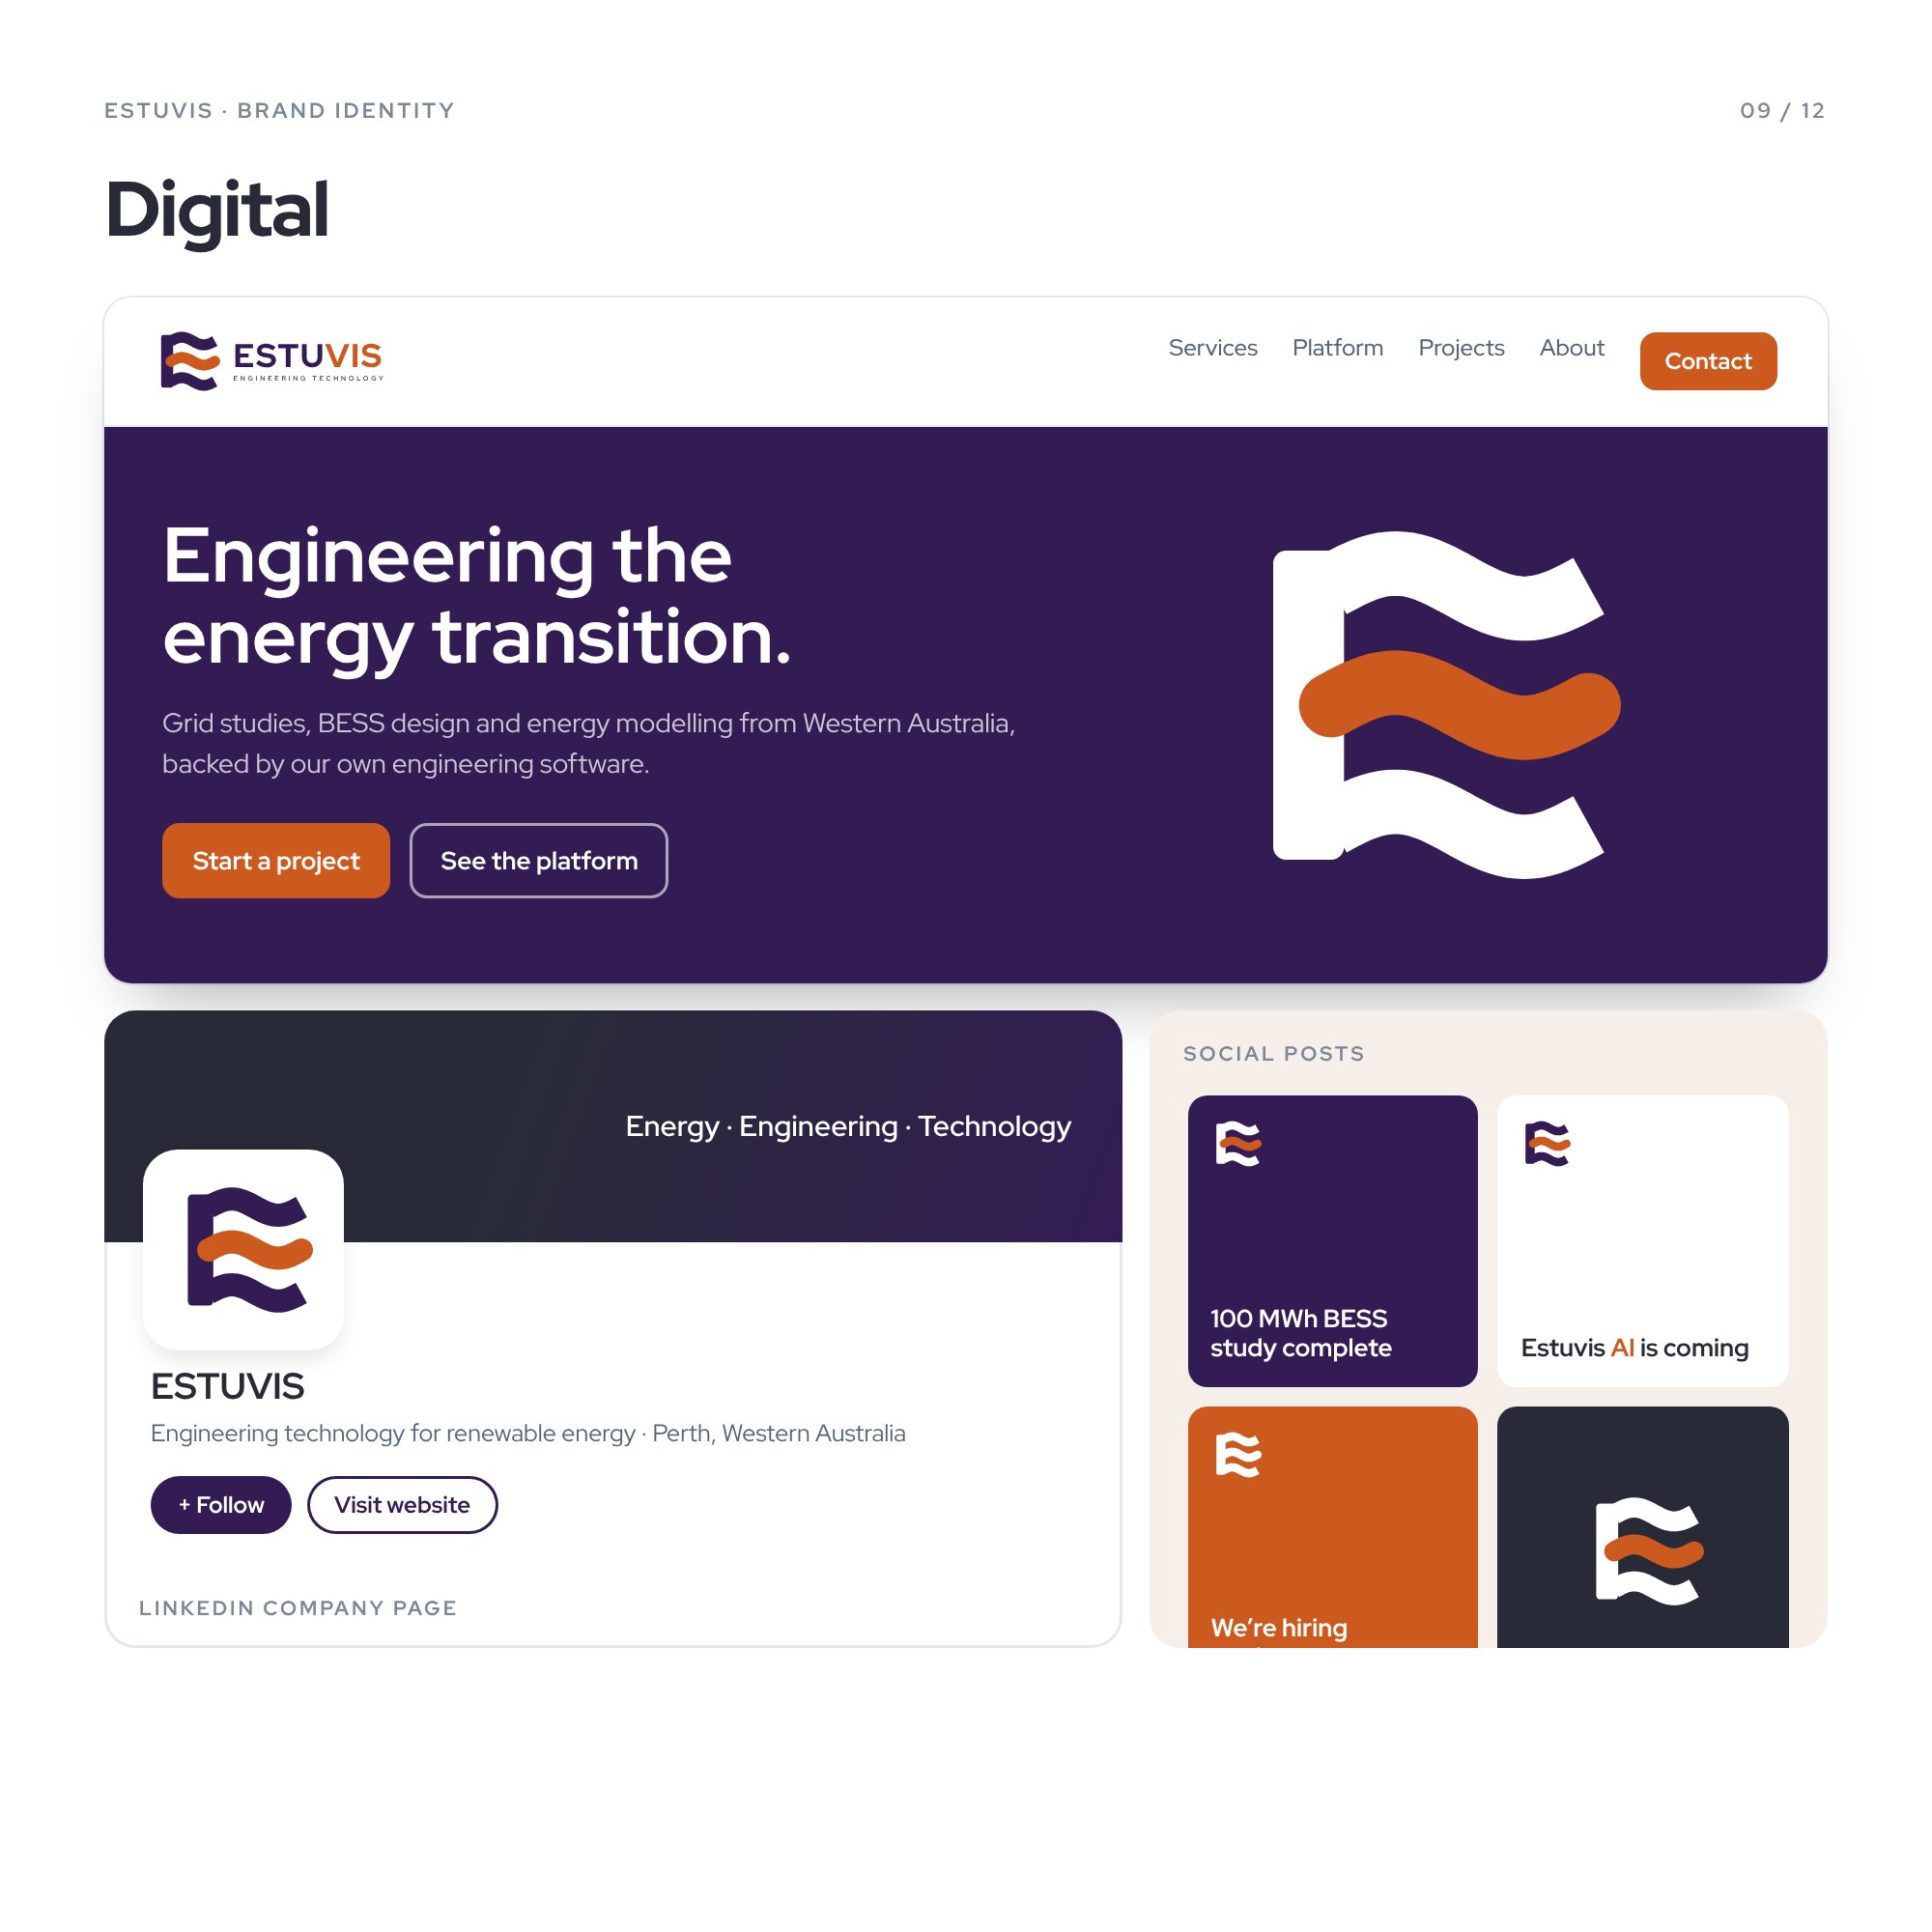 ESTUVIS · BRAND IDENTITY
09 / 12
Digital
ESTUVIS
ENGINEERING TECHNOLOGY
Services
Platform
Projects
About
Contact
Engineering the
energy transition.
Grid studies, BESS design and energy modelling from Western Australia,
backed by our own engineering software.
Start a project
See the platform
Energy · Engineering · Technology
ESTUVIS
Engineering technology for renewable energy · Perth, Western Australia
+ Follow
Visit website
LINKEDIN COMPANY PAGE
SOCIAL POSTS
100 MWh BESS
study complete
Estuvis AI is coming
We’re hiring